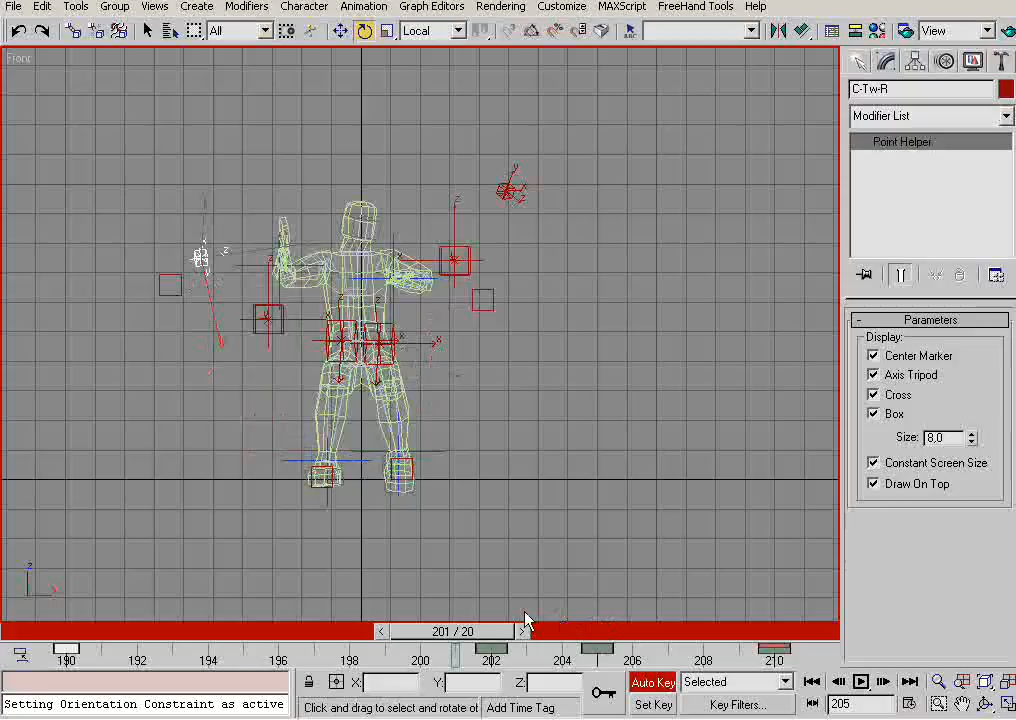 File Edit Tools Group Views Create Modifiers Character Animation Graph Editors Rendering Customize MAXScript FreeHand Tools Help
All Local View
Front
C-Tw-R
Modifier List
Point Helper
Parameters
Display:
Center Marker
Axis Tripod
Cross
Box
Size: 8,0
Constant Screen Size
Draw On Top
< 201 / 20 >
190 192 194 196 198 200 202 204 206 208 210
X: Y: Z: Auto Key Selected
Setting Orientation Constraint as active
Click and drag to select and rotate ob Add Time Tag Set Key Key Filters... 205